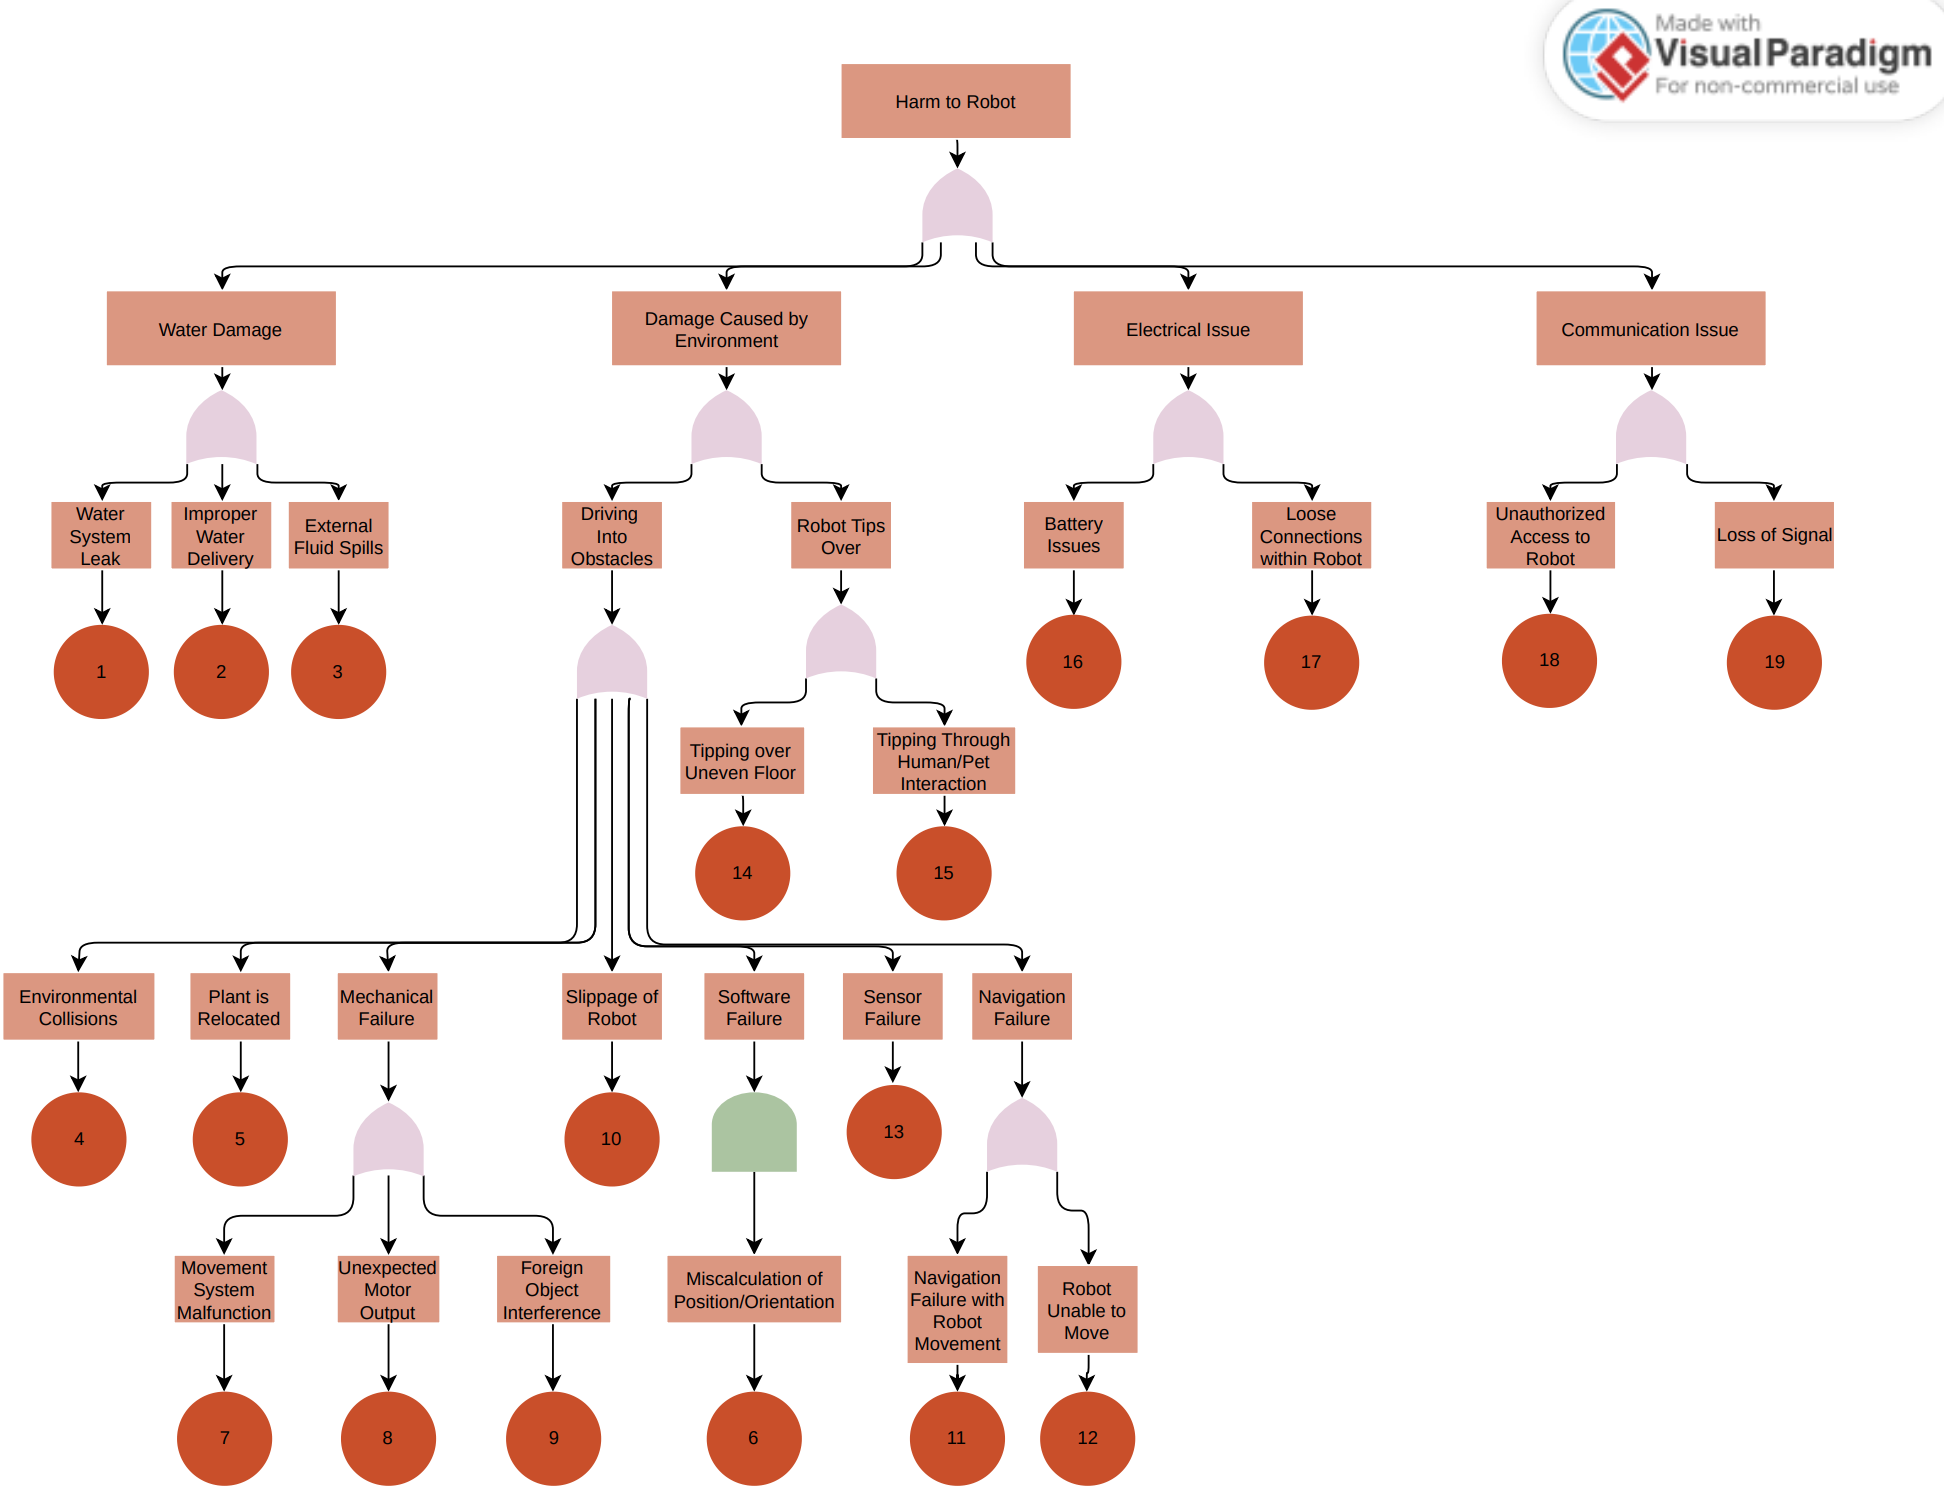 Made with
Visual Paradigm
For non-commercial use
Harm to Robot
Water Damage
Damage Caused by
Environment
Electrical Issue
Communication Issue
Water
System
Leak
Improper
Water
Delivery
External
Fluid Spills
Driving
Into
Obstacles
Robot Tips
Over
Battery
Issues
Loose
Connections
within Robot
Unauthorized
Access to
Robot
Loss of Signal
1
2
3
16
17
18
19
Tipping over
Uneven Floor
Tipping Through
Human/Pet
Interaction
14
15
Environmental
Collisions
Plant is
Relocated
Mechanical
Failure
Slippage of
Robot
Software
Failure
Sensor
Failure
Navigation
Failure
4
5
10
13
Movement
System
Malfunction
Unexpected
Motor
Output
Foreign
Object
Interference
Miscalculation of
Position/Orientation
Navigation
Failure with
Robot
Movement
Robot
Unable to
Move
7
8
9
6
11
12